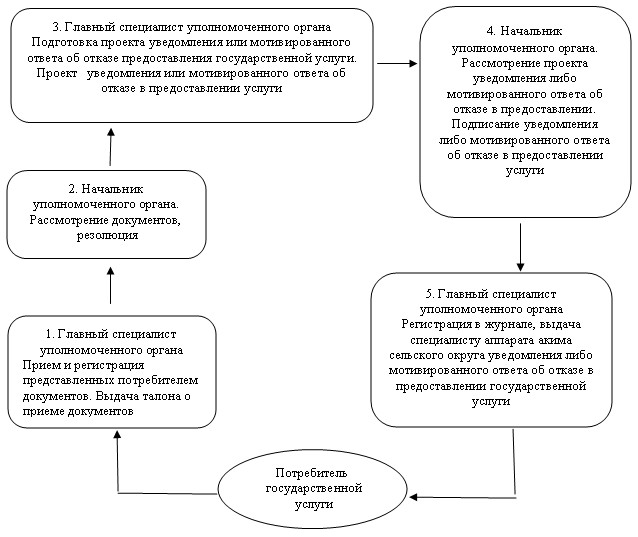 3. Главный специалист уполномоченного органа
Подготовка проекта уведомления или мотивированного
ответа об отказе предоставления государственной услуги.
Проект уведомления или мотивированного ответа об
отказе в предоставлении услуги
4. Начальник
уполномоченного органа.
Рассмотрение проекта
уведомления либо
мотивированного ответа об
отказе в предоставлении.
Подписание уведомления
либо мотивированного ответа
об отказе в предоставлении
услуги
2. Начальник
уполномоченного органа.
Рассмотрение документов,
резолюция
5. Главный специалист
уполномоченного органа
Регистрация в журнале, выдача
специалисту аппарата акима
сельского округа уведомления либо
мотивированного ответа об отказе в
предоставлении государственной
услуги
1. Главный специалист
уполномоченного органа
Прием и регистрация
представленных потребителем
документов. Выдача талона о
приеме документов
Потребитель
государственной
услуги